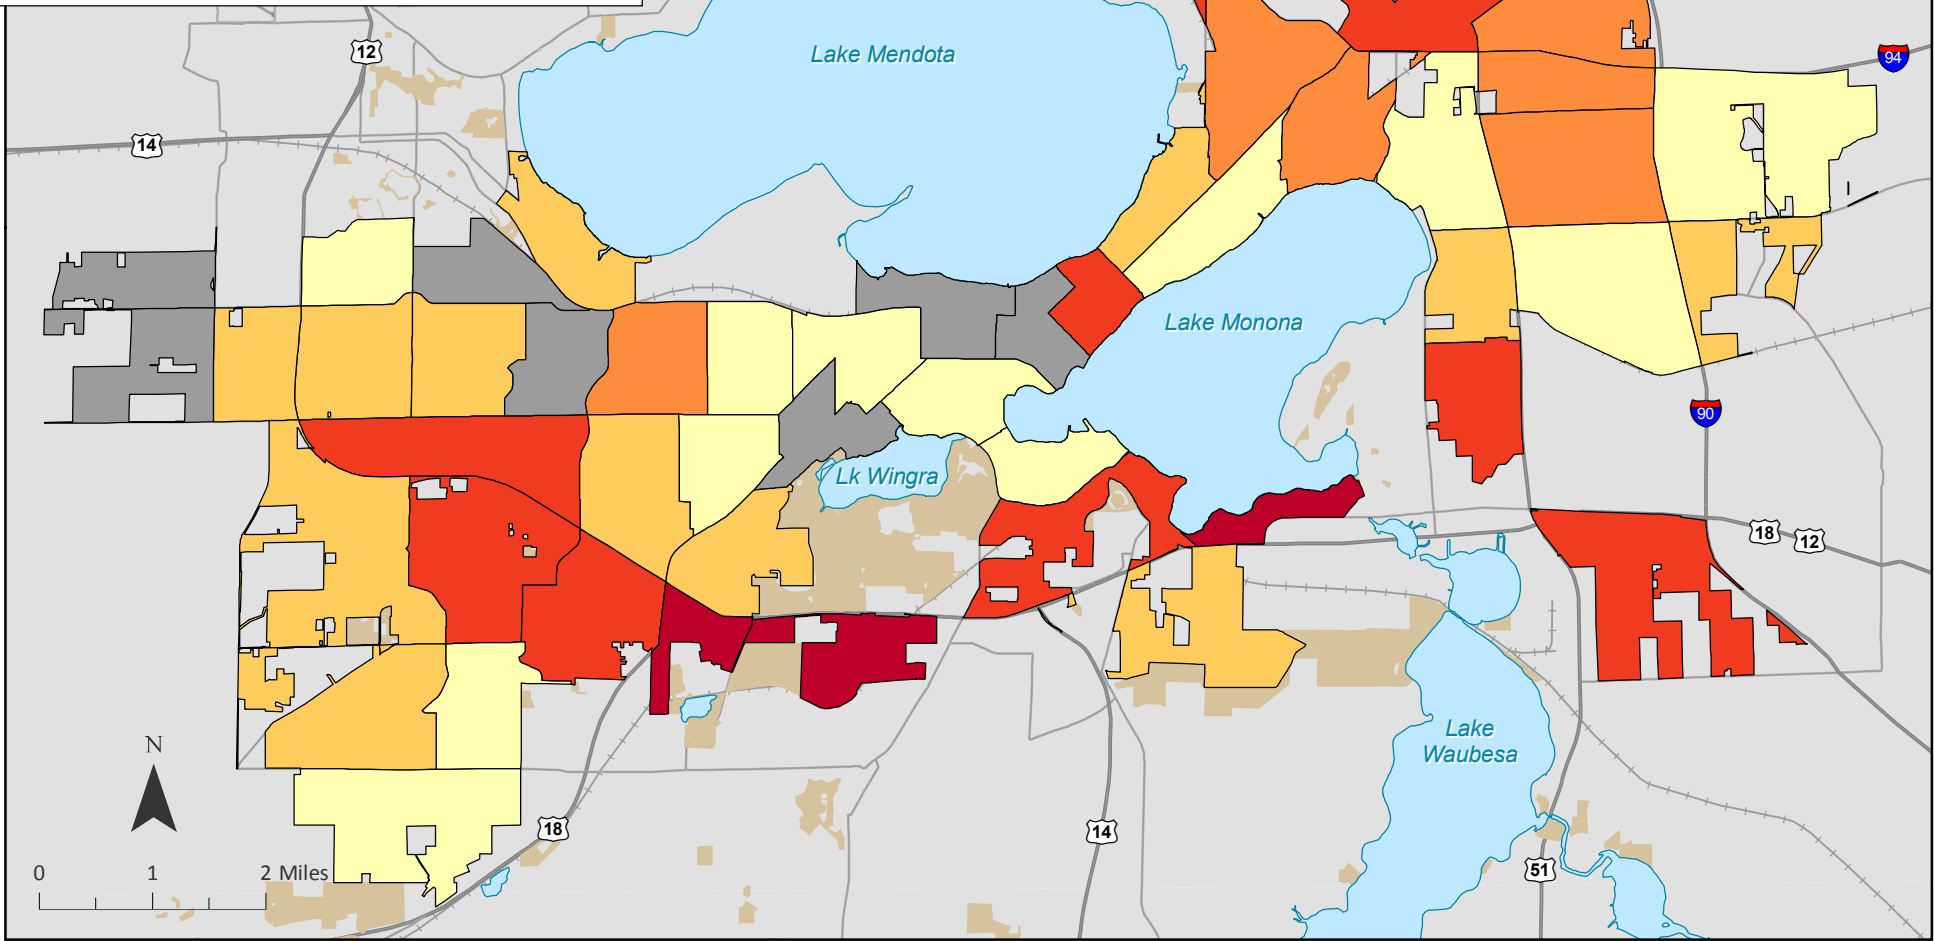 12
Lake Mendota
94
14
Lake Monona
90
Lk Wingra
18
12
N
Lake
Waubesa
18
14
0
1
2 Miles
51